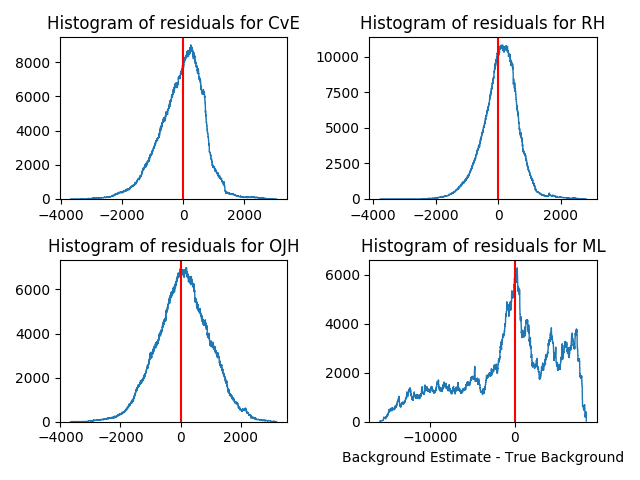 Histogram of residuals for CvE
8000
6000
4000
2000
0
−4000 −2000 0 2000
Histogram of residuals for RH
10000
7500
5000
2500
0
−4000 −2000 0 2000
Histogram of residuals for OJH
6000
4000
2000
0
−4000 −2000 0 2000
Histogram of residuals for ML
6000
4000
2000
0
−10000 0
Background Estimate - True Background